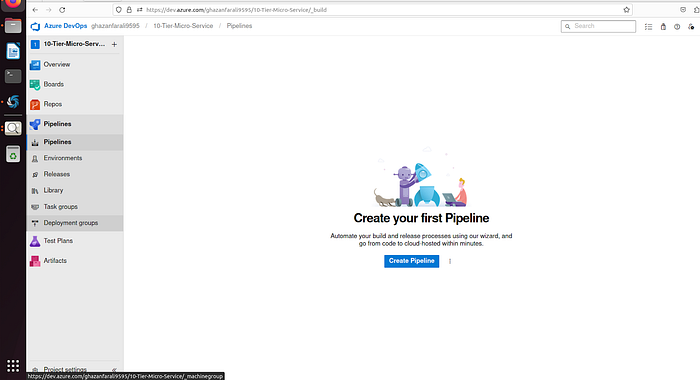 https://dev.azure.com/ghazanfarali9595/10-Tier-Micro-Service/_build
Azure DevOps ghazanfarali9595 / 10-Tier-Micro-Service / Pipelines
Search
1 10-Tier-Micro-Serv... +
Overview
Boards
Repos
Pipelines
Pipelines
Environments
Releases
Library
Task groups
Deployment groups
Test Plans
Artifacts
Create your first Pipeline
Automate your build and release processes using our wizard, and
go from code to cloud-hosted within minutes.
Create Pipeline
Project settings
https://dev.azure.com/ghazanfarali9595/10-Tier-Micro-Service/_machinegroup